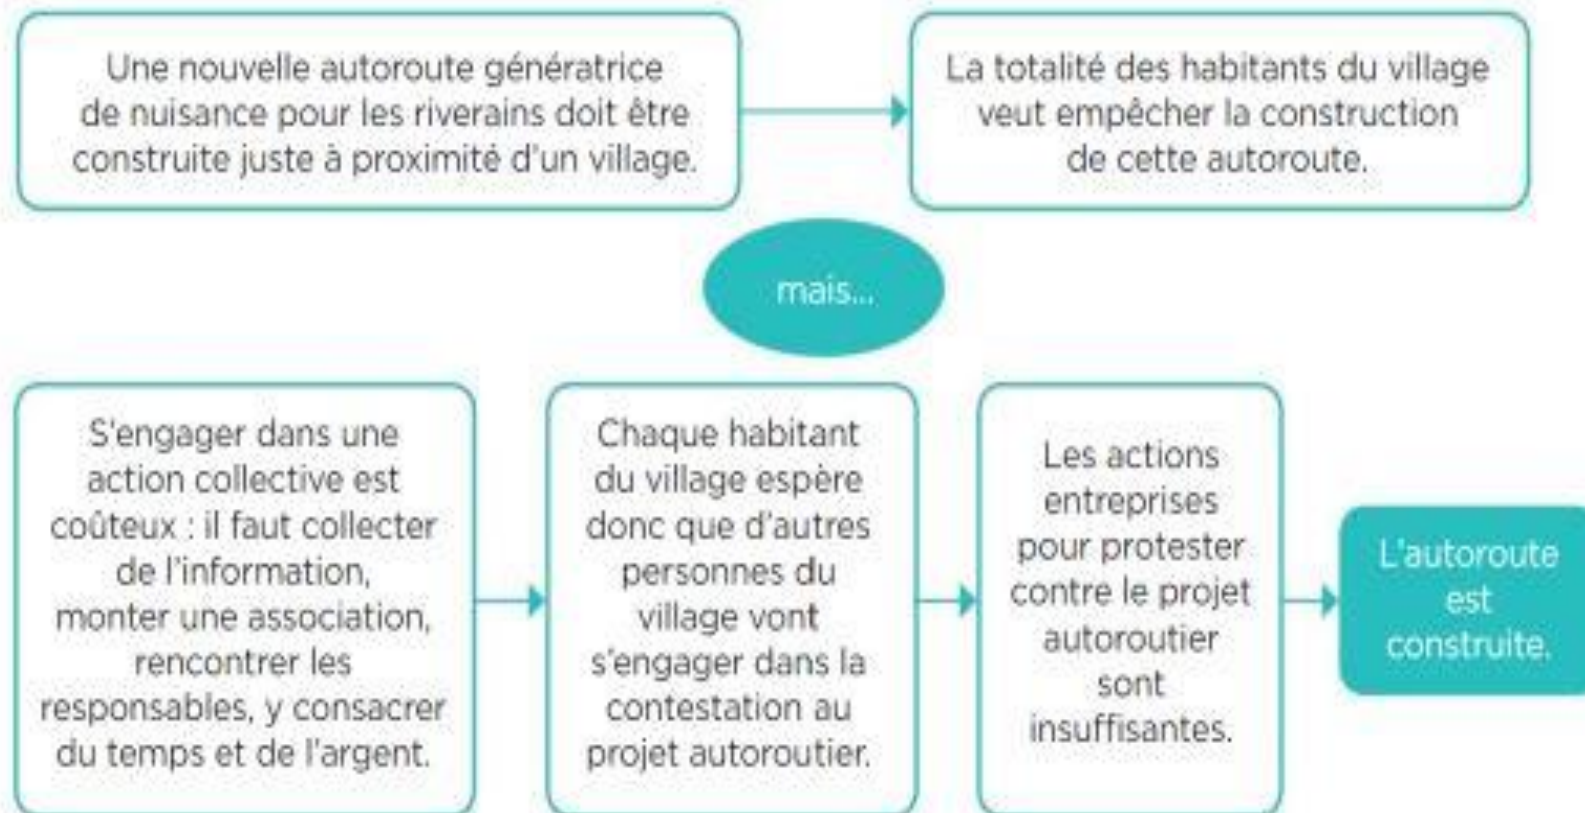 Une nouvelle autoroute génératrice
de nuisance pour les riverains doit être
construite juste à proximité d'un village.
La totalité des habitants du village
veut empêcher la construction
de cette autoroute.
mais...
S'engager dans une
action collective est
coûteux : il faut collecter
de l'information,
monter une association,
rencontrer les
responsables, y consacrer
du temps et de l'argent.
Chaque habitant
du village espère
donc que d'autres
personnes du
village vont
s'engager dans la
contestation au
projet autoroutier.
Les actions
entreprises
pour protester
contre le projet
autoroutier
sont
insuffisantes.
L'autoroute
est
construite.